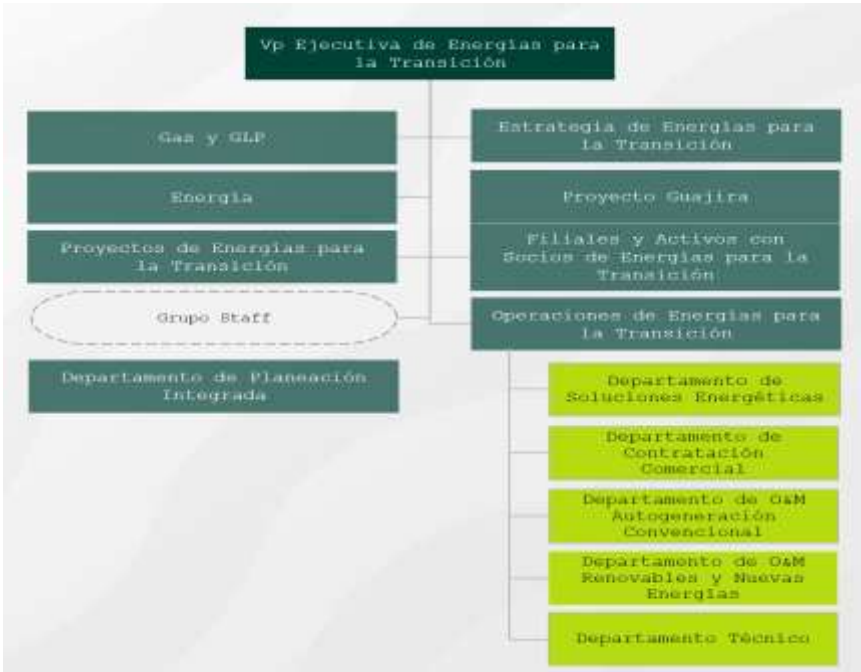 Vp Ejecutiva de Energías para
la Transición
Gas y GLP
Estrategia de Energías para
la Transición
Energía
Proyecto Guajira
Proyectos de Energías para
la Transición
Filiales y Activos con
Socios de Energías para la
Transición
Grupo Staff
Operaciones de Energías para
la Transición
Departamento de Planeación
Integrada
Departamento de
Soluciones Energéticas
Departamento de
Contratación
Comercial
Departamento de O&M
Autogeneración
Convencional
Departamento de O&M
Renovables y Nuevas
Energías
Departamento Técnico